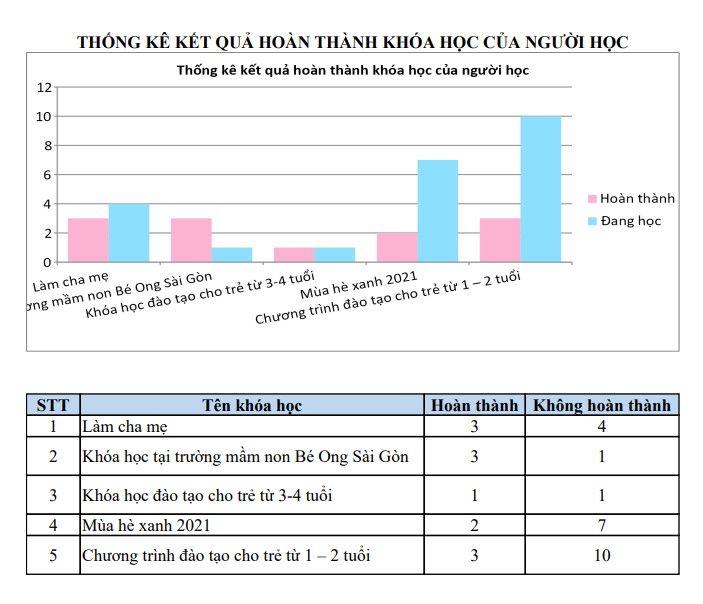 THỐNG KÊ KẾT QUẢ HOÀN THÀNH KHÓA HỌC CỦA NGƯỜI HỌC
Thống kê kết quả hoàn thành khóa học của người học
12
10
8
6
4
2
0
Hoàn thành
Đang học
Làm cha mẹ
ờng mầm non Bé Ong Sài Gòn
Khóa học đào tạo cho trẻ từ 3-4 tuổi
Mùa hè xanh 2021
Chương trình đào tạo cho trẻ từ 1 – 2 tuổi
STT Tên khóa học Hoàn thành Không hoàn thành
1 Làm cha mẹ 3 4
2 Khóa học tại trường mầm non Bé Ong Sài Gòn 3 1
3 Khóa học đào tạo cho trẻ từ 3-4 tuổi 1 1
4 Mùa hè xanh 2021 2 7
5 Chương trình đào tạo cho trẻ từ 1 – 2 tuổi 3 10